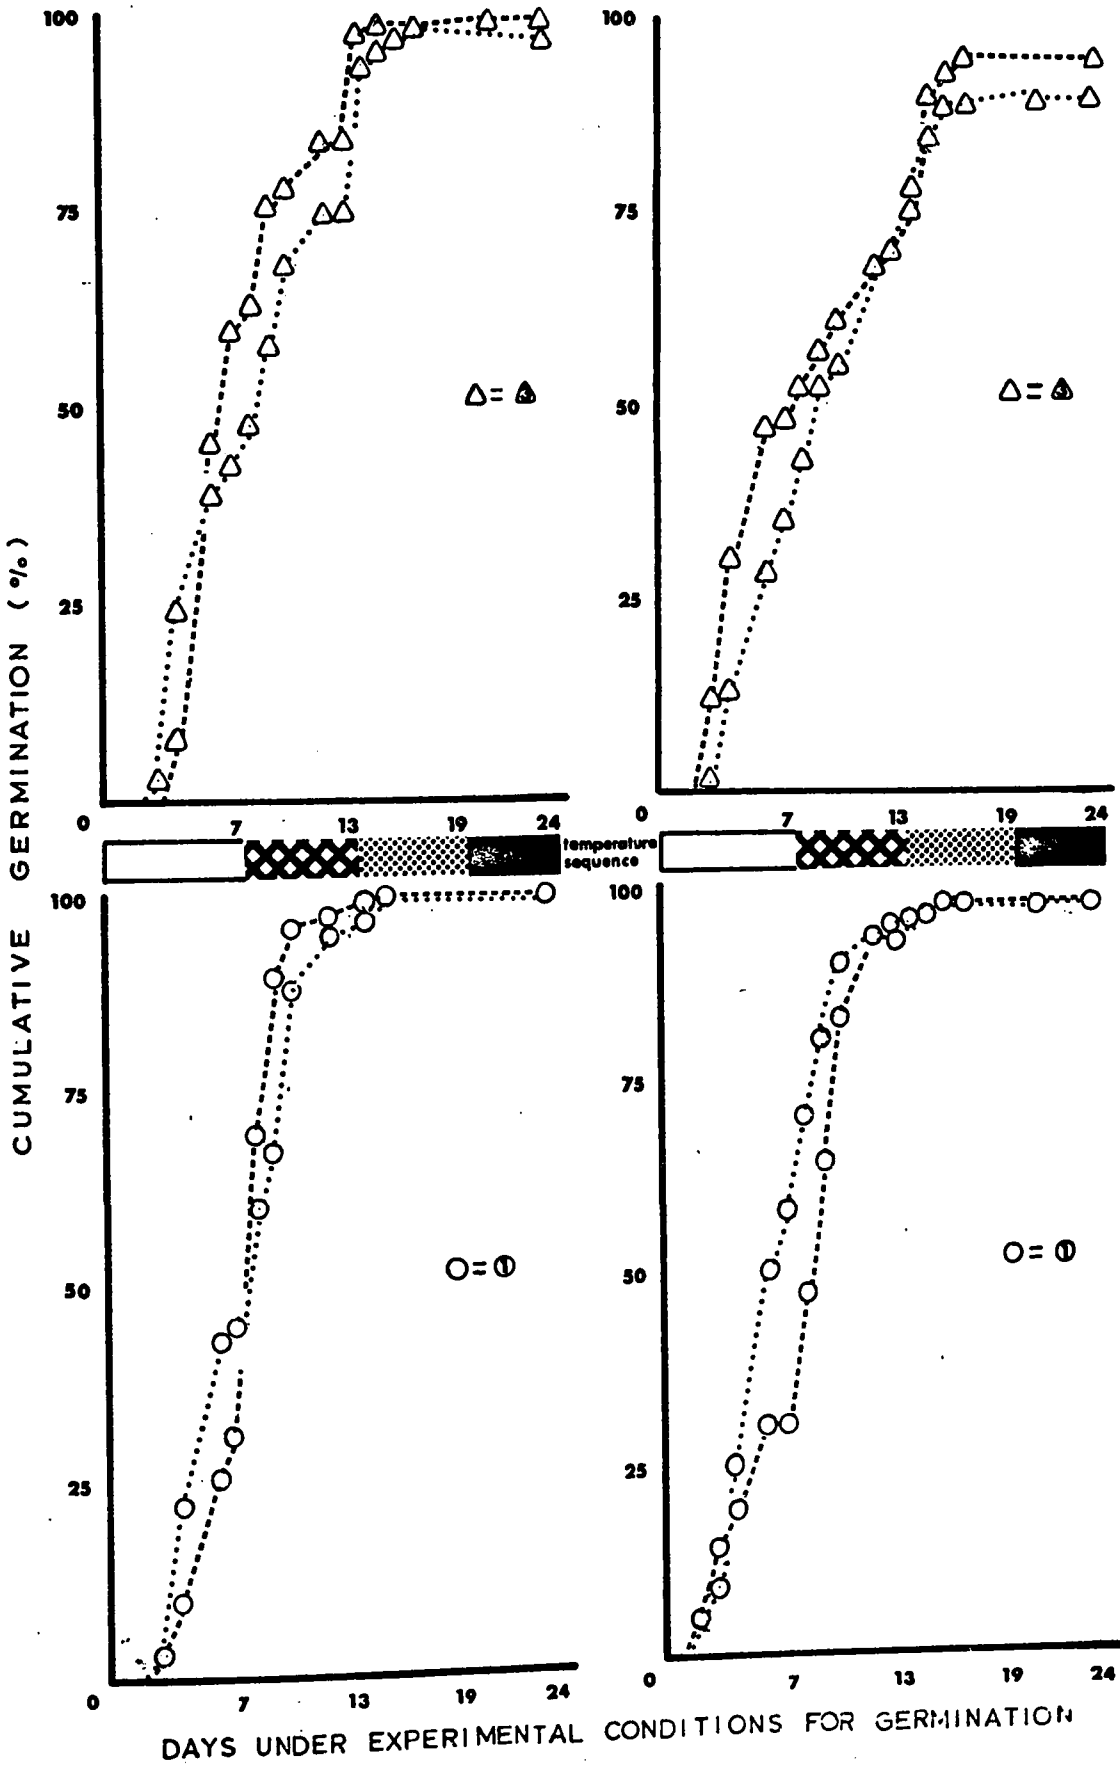 100
75
50
25
△ = ③
0 7 13 19 24
100
75
50
25
△ = ③
0 7 13 19 24
temperature
sequence
100
75
50
25
○ = ①
0 7 13 19 24
100
75
50
25
○ = ①
0 7 13 19 24
CUMULATIVE GERMINATION (%)
DAYS UNDER EXPERIMENTAL CONDITIONS FOR GERMINATION